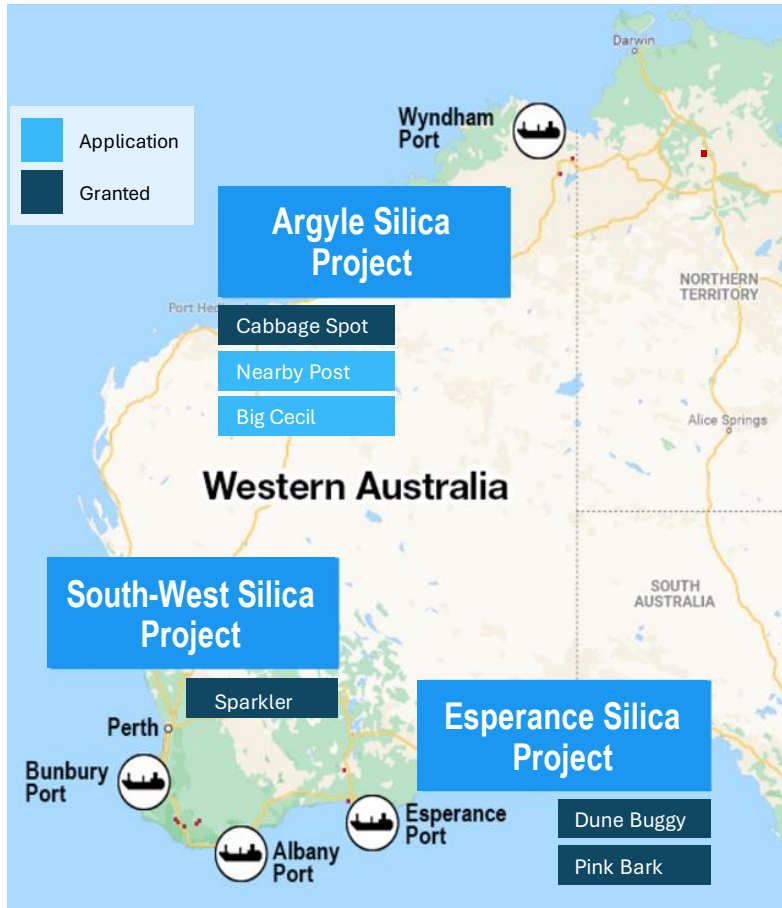 Darwin
Wyndham
Port
Application
Granted
Argyle Silica
Project
NORTHERN
TERRITORY
Port
Cabbage Spot
Nearby Post
Big Cecil
Alice Springs
Western Australia
South-West Silica
Project
SOUTH
AUSTRALIA
Sparkler
Esperance Silica
Project
Perth
Bunbury
Port
Esperance
Port
Dune Buggy
Albany
Port
Pink Bark